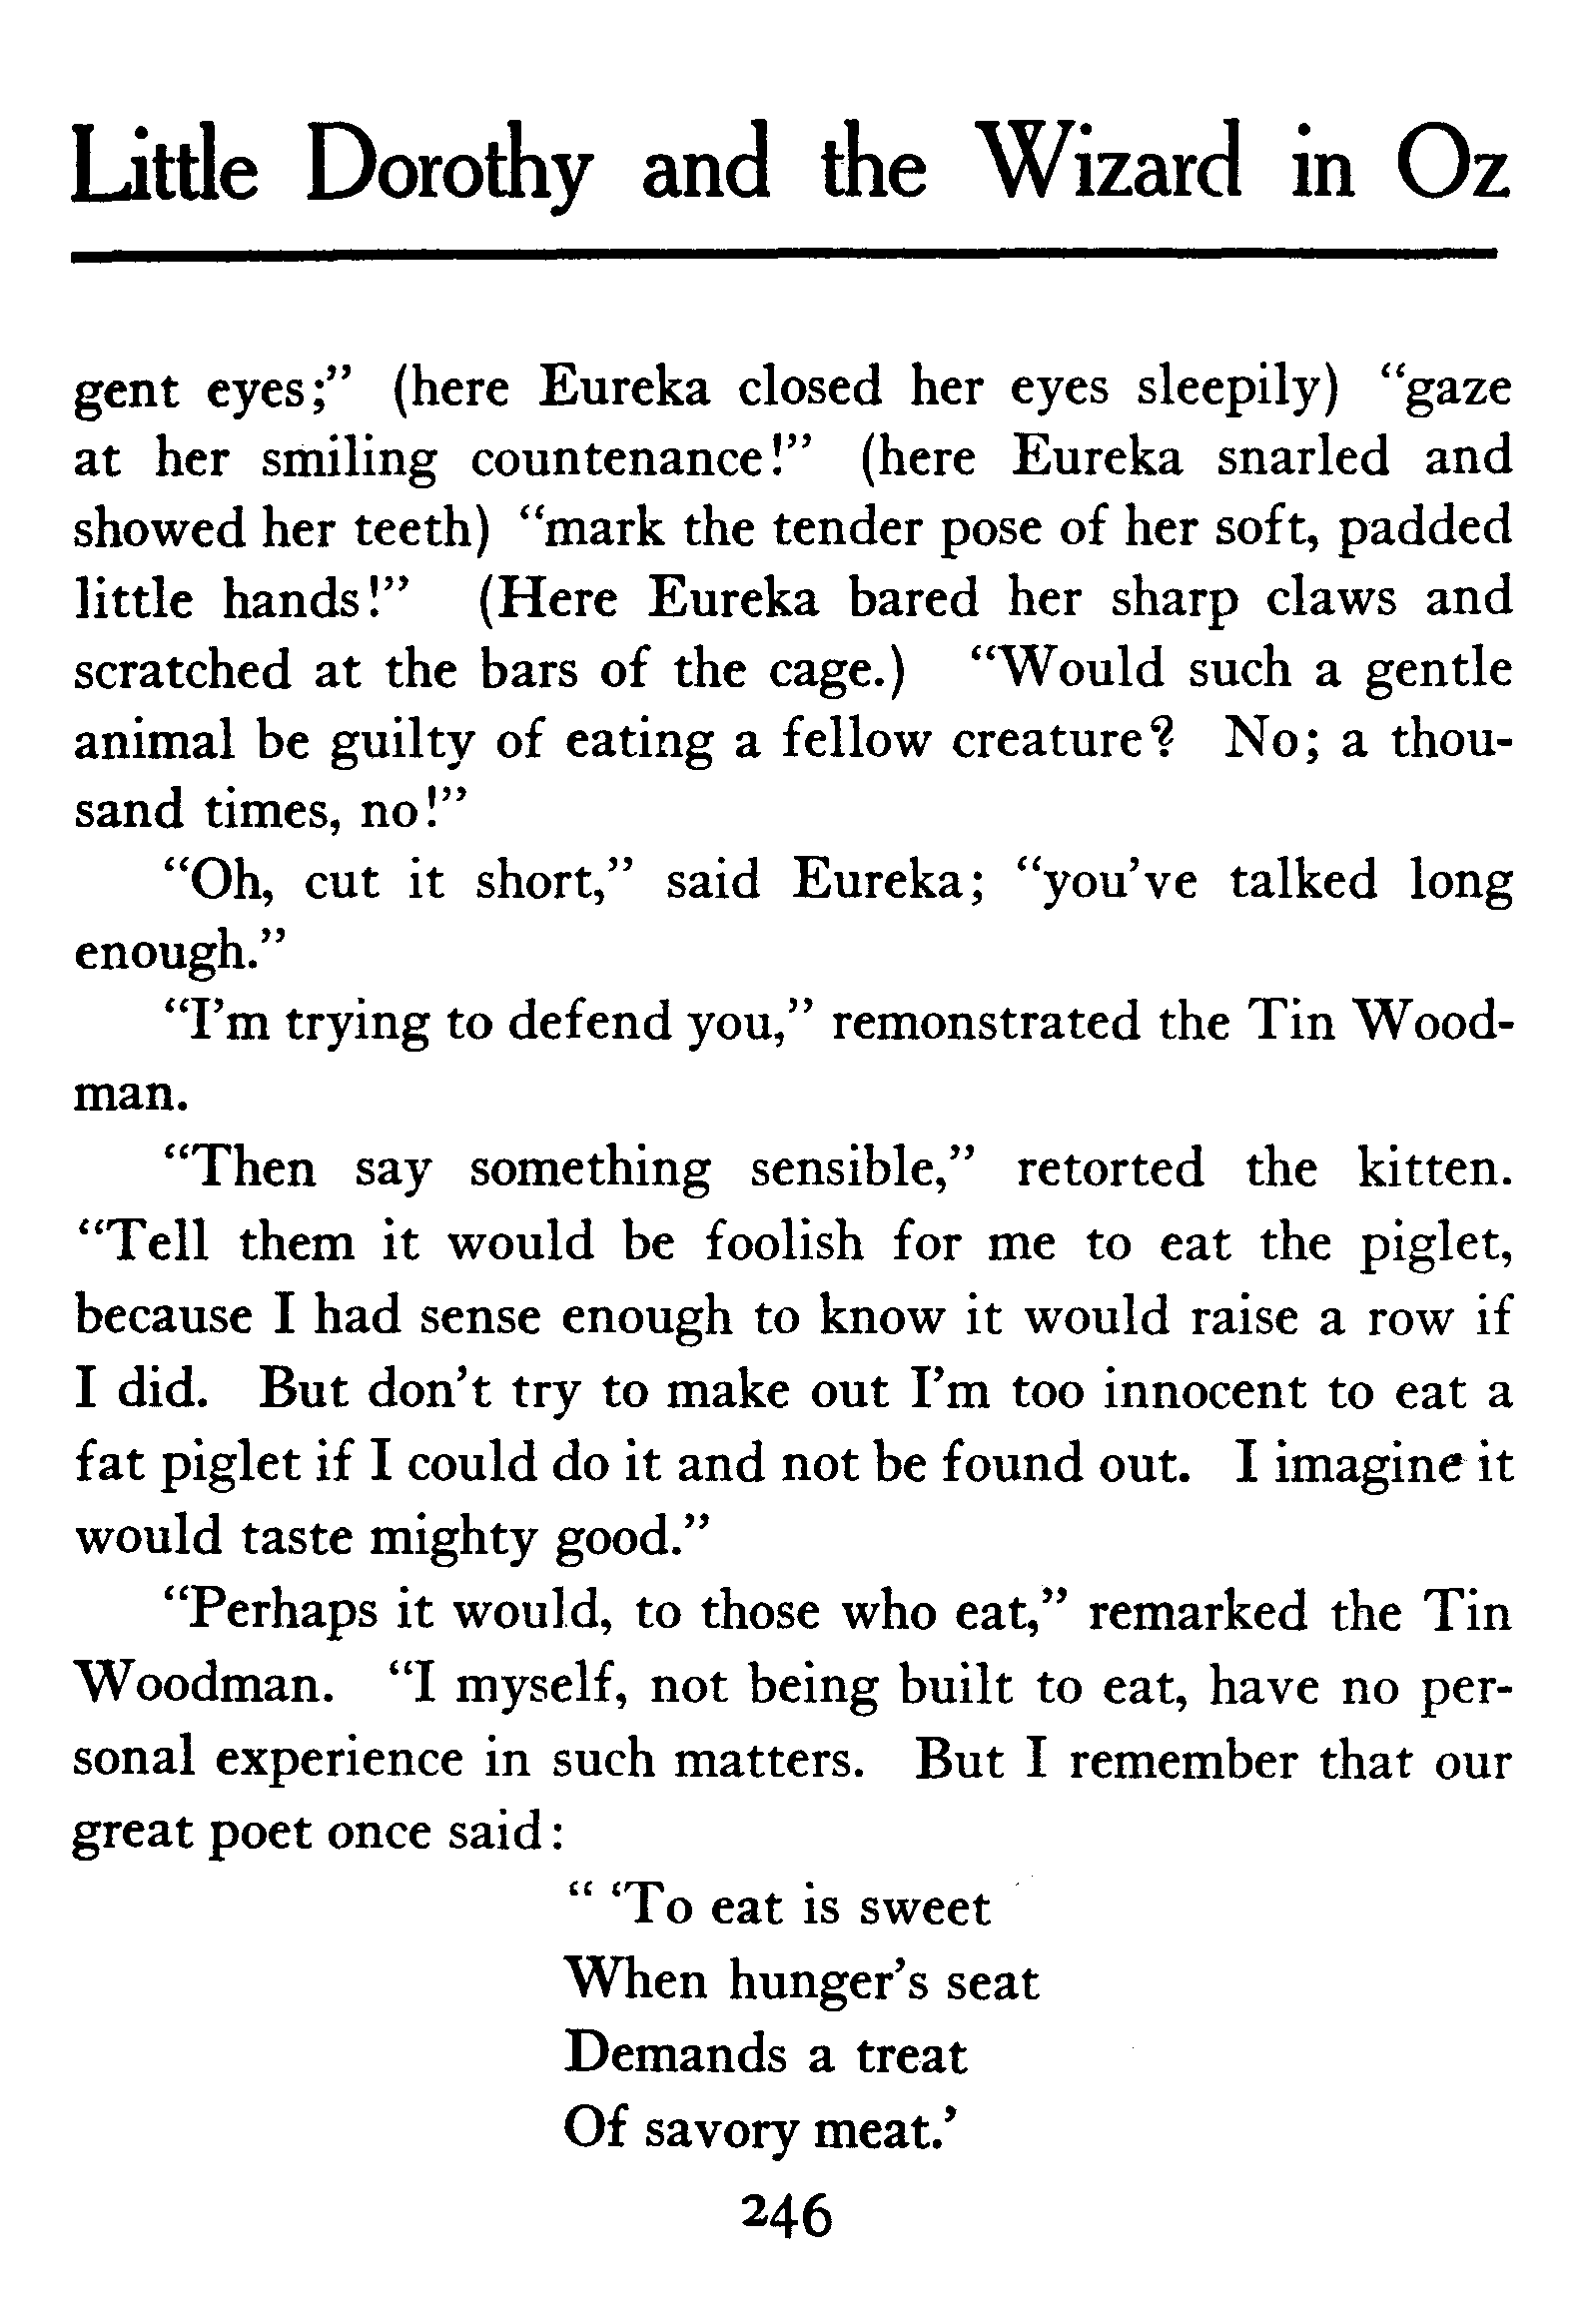 Little Dorothy and the Wizard in Oz
gent eyes;” (here Eureka closed her eyes sleepily) “gaze
at her smiling countenance!” (here Eureka snarled and
showed her teeth) “mark the tender pose of her soft, padded
little hands!” (Here Eureka bared her sharp claws and
scratched at the bars of the cage.) “Would such a gentle
animal be guilty of eating a fellow creature? No; a thou-
sand times, no!”
“Oh, cut it short,” said Eureka; “you’ve talked long
enough.”
“I’m trying to defend you,” remonstrated the Tin Wood-
man.
“Then say something sensible,” retorted the kitten.
“Tell them it would be foolish for me to eat the piglet,
because I had sense enough to know it would raise a row if
I did. But don’t try to make out I’m too innocent to eat a
fat piglet if I could do it and not be found out. I imagine it
would taste mighty good.”
“Perhaps it would, to those who eat,” remarked the Tin
Woodman. “I myself, not being built to eat, have no per-
sonal experience in such matters. But I remember that our
great poet once said:
“ ‘To eat is sweet
When hunger’s seat
Demands a treat
Of savory meat.’
246